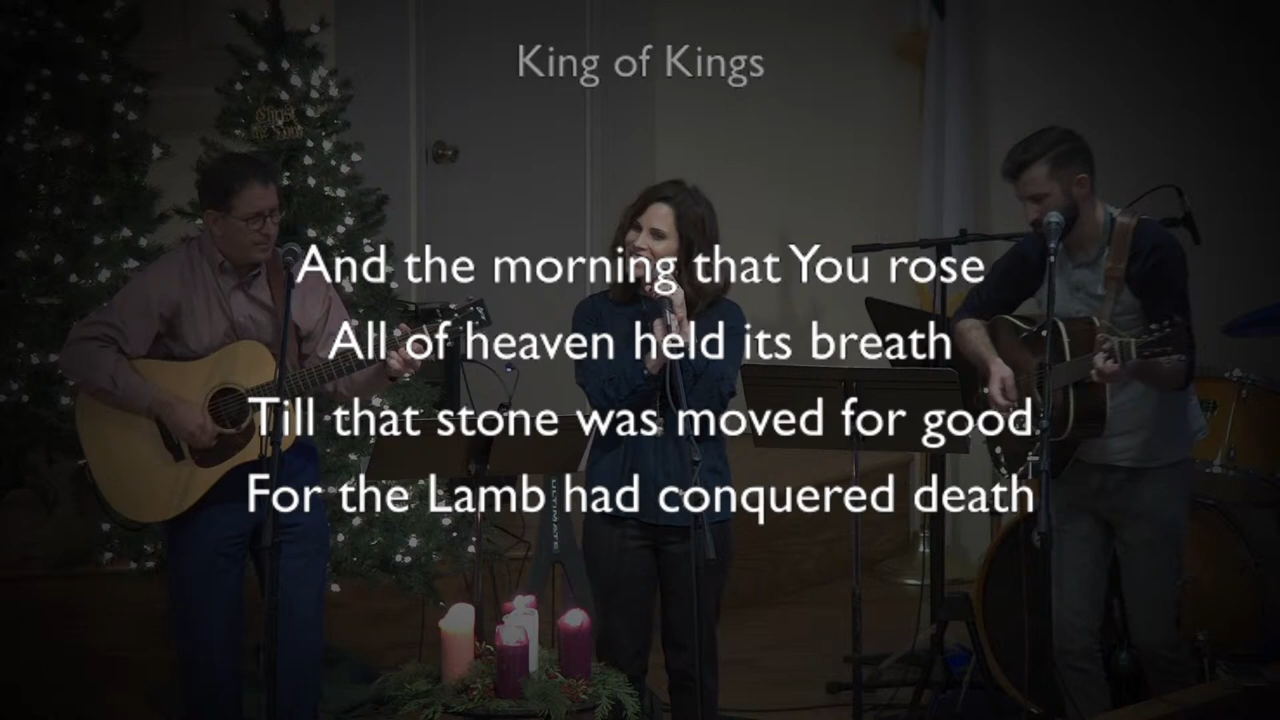 King of Kings
And the morning that You rose
All of heaven held its breath
Till that stone was moved for good
For the Lamb had conquered death
ULTIMATE